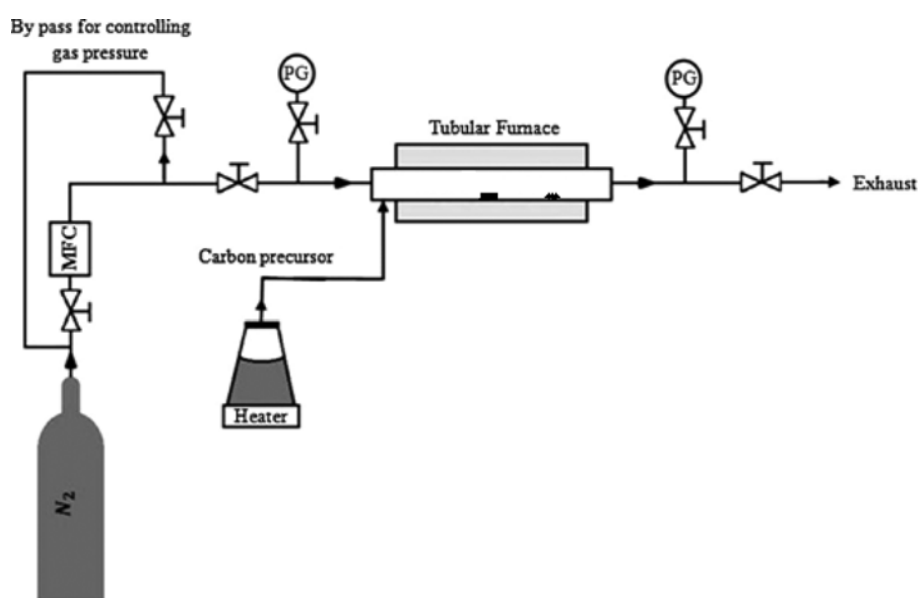 By pass for controlling
gas pressure
PG
PG
Tubular Furnace
Exhaust
MFC
Carbon precursor
Heater
N₂